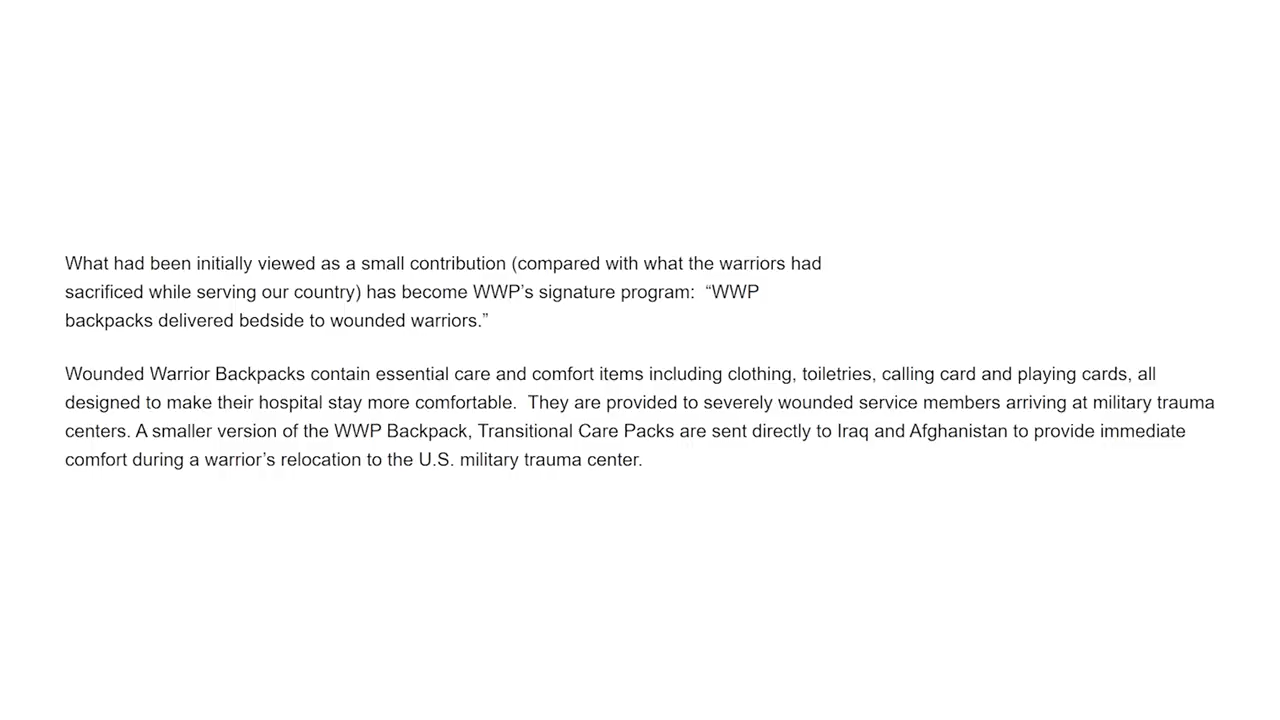 What had been initially viewed as a small contribution (compared with what the warriors had
sacrificed while serving our country) has become WWP’s signature program:  “WWP
backpacks delivered bedside to wounded warriors.”
Wounded Warrior Backpacks contain essential care and comfort items including clothing, toiletries, calling card and playing cards, all
designed to make their hospital stay more comfortable.  They are provided to severely wounded service members arriving at military trauma
centers. A smaller version of the WWP Backpack, Transitional Care Packs are sent directly to Iraq and Afghanistan to provide immediate
comfort during a warrior’s relocation to the U.S. military trauma center.